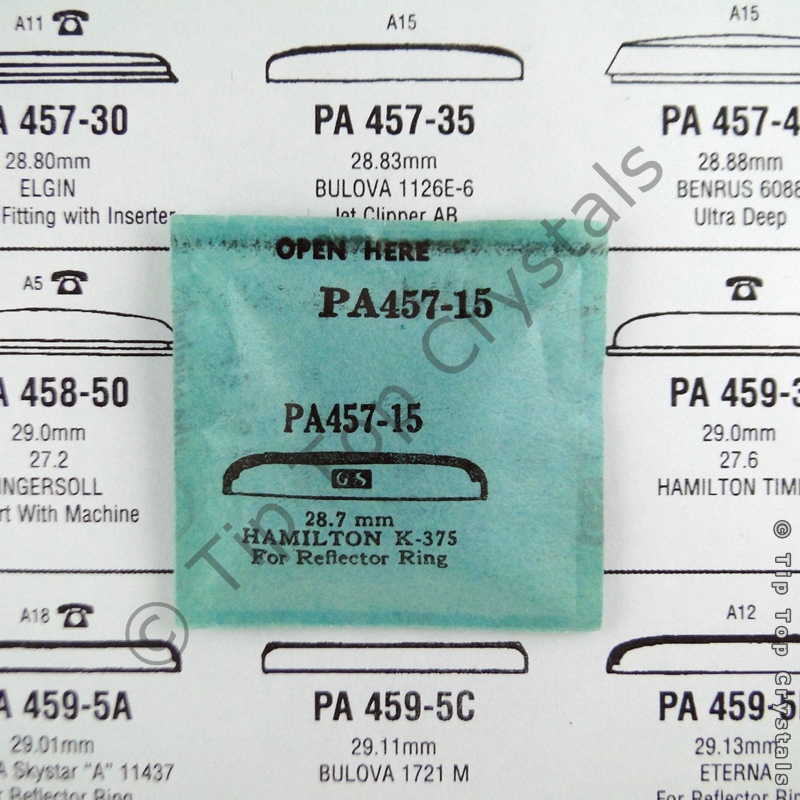 A11
A15
A15
PA 457-30
PA 457-35
PA 457-4
28.80mm
28.83mm
28.88mm
ELGIN
BULOVA 1126E-6
BENRUS 6088
Fitting with Inserter
Jet Clipper AB
Ultra Deep
OPEN HERE
PA457-15
A5
A 458-50
PA 459-3
29.0mm
29.0mm
27.2
27.6
NGERSOLL
HAMILTON TIM
rt With Machine
PA457-15
GS
28.7 mm
HAMILTON K-375
For Reflector Ring
A18
A12
A 459-5A
PA 459-5C
PA 459-5
29.01mm
29.11mm
29.13mm
A Skystar "A" 11437
BULOVA 1721 M
ETERNA
Reflector Ring
For Reflector Rin
© Tip Top Crystals
© Tip Top Crystals